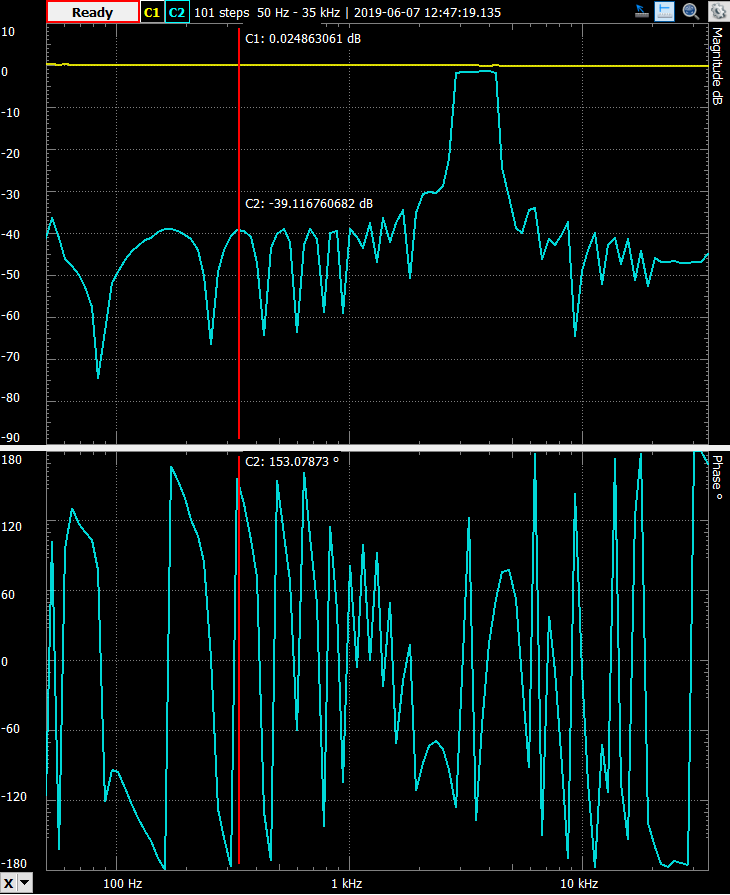 Ready C1 C2 101 steps 50 Hz - 35 kHz | 2019-06-07 12:47:19.135
C1: 0.024863061 dB
Magnitude dB
10
0
-10
-20
-30
C2: -39.116760682 dB
-40
-50
-60
-70
-80
-90
C2: 153.07873 º
Phase º
180
120
60
0
-60
-120
-180
X 100 Hz 1 kHz 10 kHz